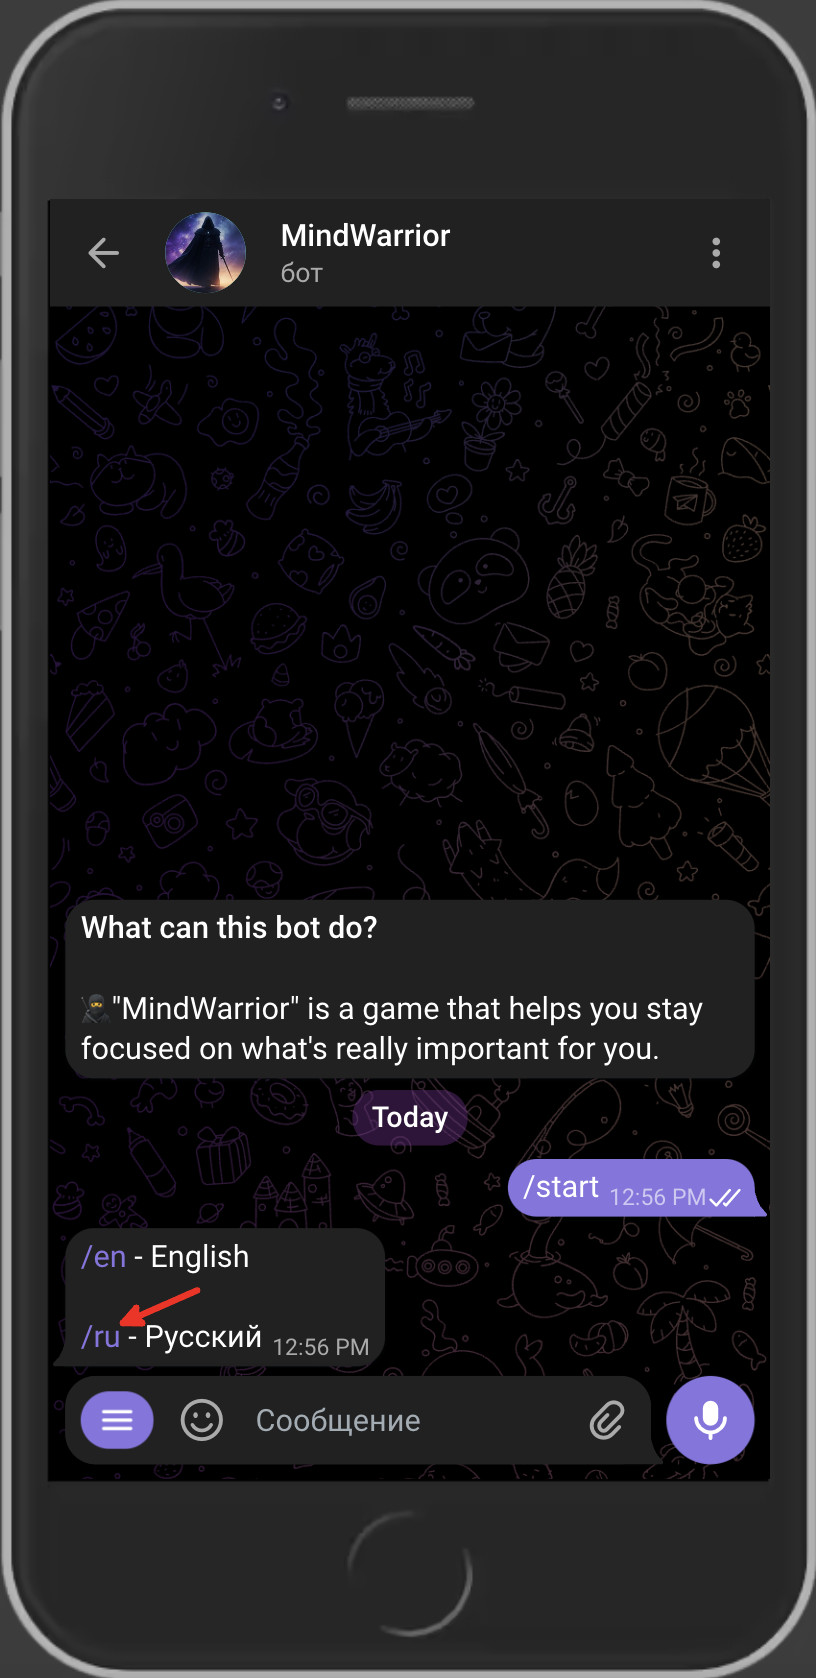 MindWarrior
бот
What can this bot do?
🥷"MindWarrior" is a game that helps you stay
focused on what's really important for you.
Today
/start 12:56 PM
/en - English
/ru - Русский 12:56 PM
Сообщение